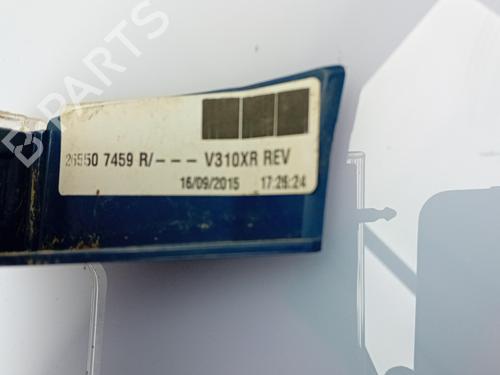 B PARTS
26550 7459 R/--- V310XR REV
16/09/2015 17:26:24